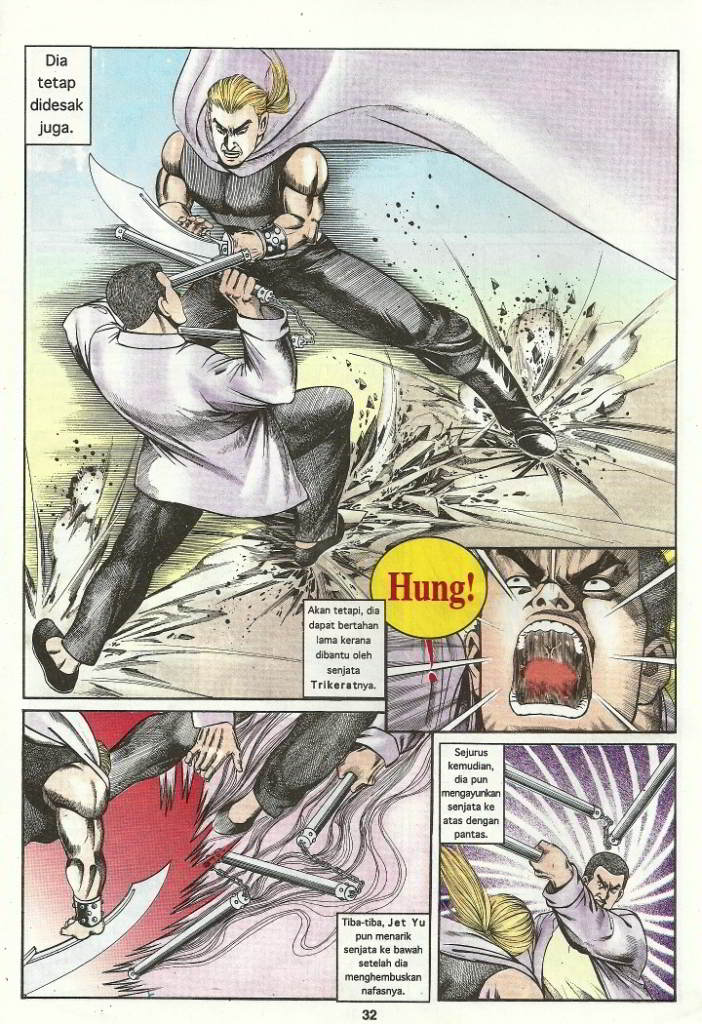 Dia
tetap
didesak
juga.
Akan tetapi, dia
dapat bertahan
lama kerana
dibantu oleh
senjata
Trikeratnya.
Hung!
Tiba-tiba, Jet Yu
pun menarik
senjata ke bawah
setelah dia
menghembuskan
nafasnya.
Sejurus
kemudian,
dia pun
mengayunkan
senjata ke
atas dengan
pantas.
32